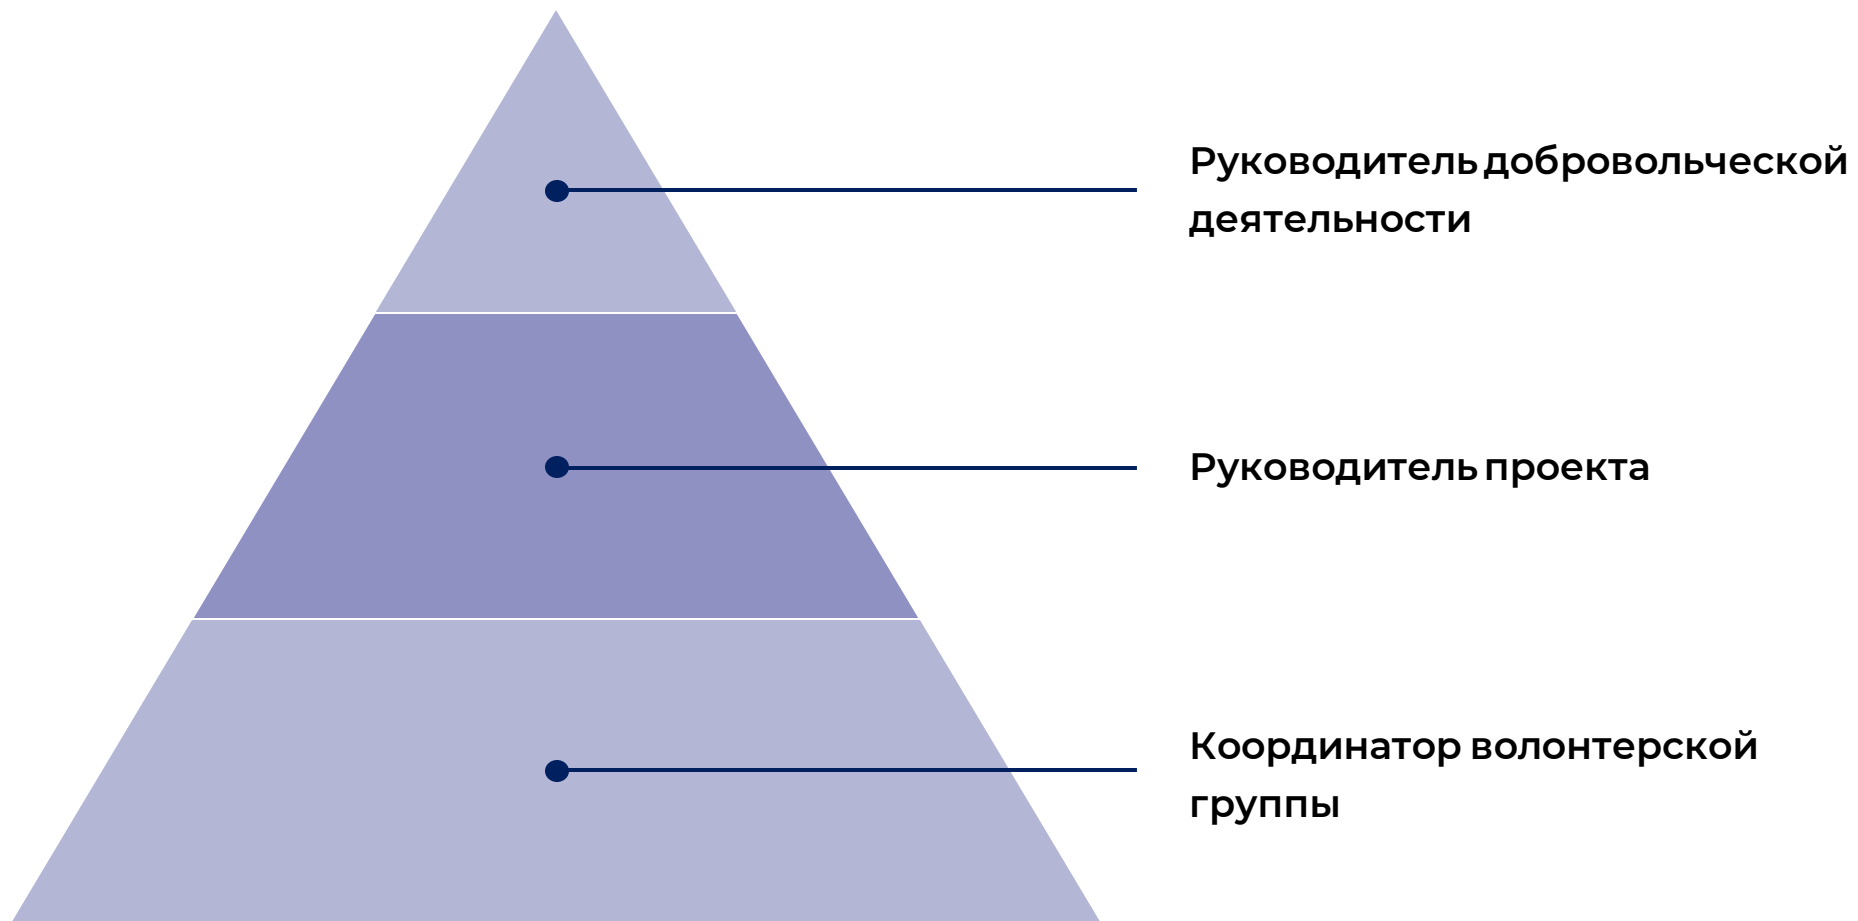 Руководитель добровольческой
деятельности
Руководитель проекта
Координатор волонтерской
группы